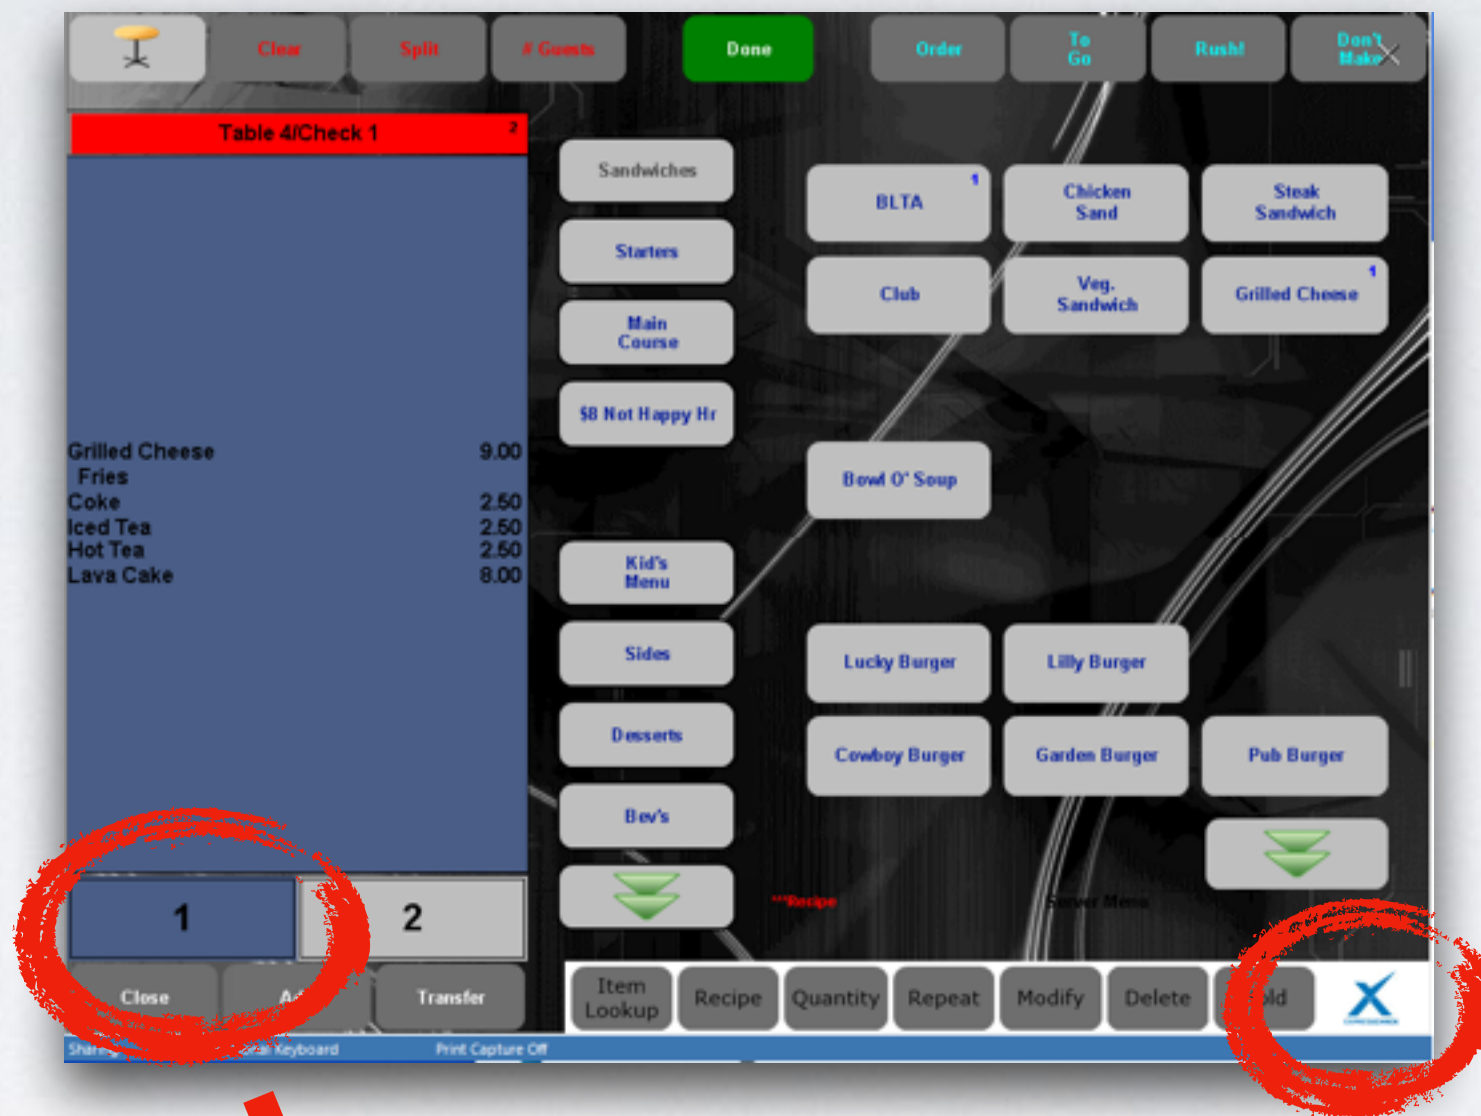 Clear
Split
# Guests
Done
Order
To
Go
Rush!
Don't
Make
Table 4/Check 1
2
Sandwiches
Starters
Main
Course
$8 Not Happy Hr
Kid's
Menu
Sides
Desserts
Bev's
BLTA
1
Chicken
Sand
Steak
Sandwich
Club
Veg.
Sandwich
Grilled Cheese
1
Bowl O' Soup
Lucky Burger
Lilly Burger
Cowboy Burger
Garden Burger
Pub Burger
Grilled Cheese 9.00
Fries
Coke 2.50
Iced Tea 2.50
Hot Tea 2.50
Lava Cake 8.00
1
2
***Recipe
Server Menu
Close
Transfer
Item
Lookup
Recipe
Quantity
Repeat
Modify
Delete
Keyboard
Print Capture Off